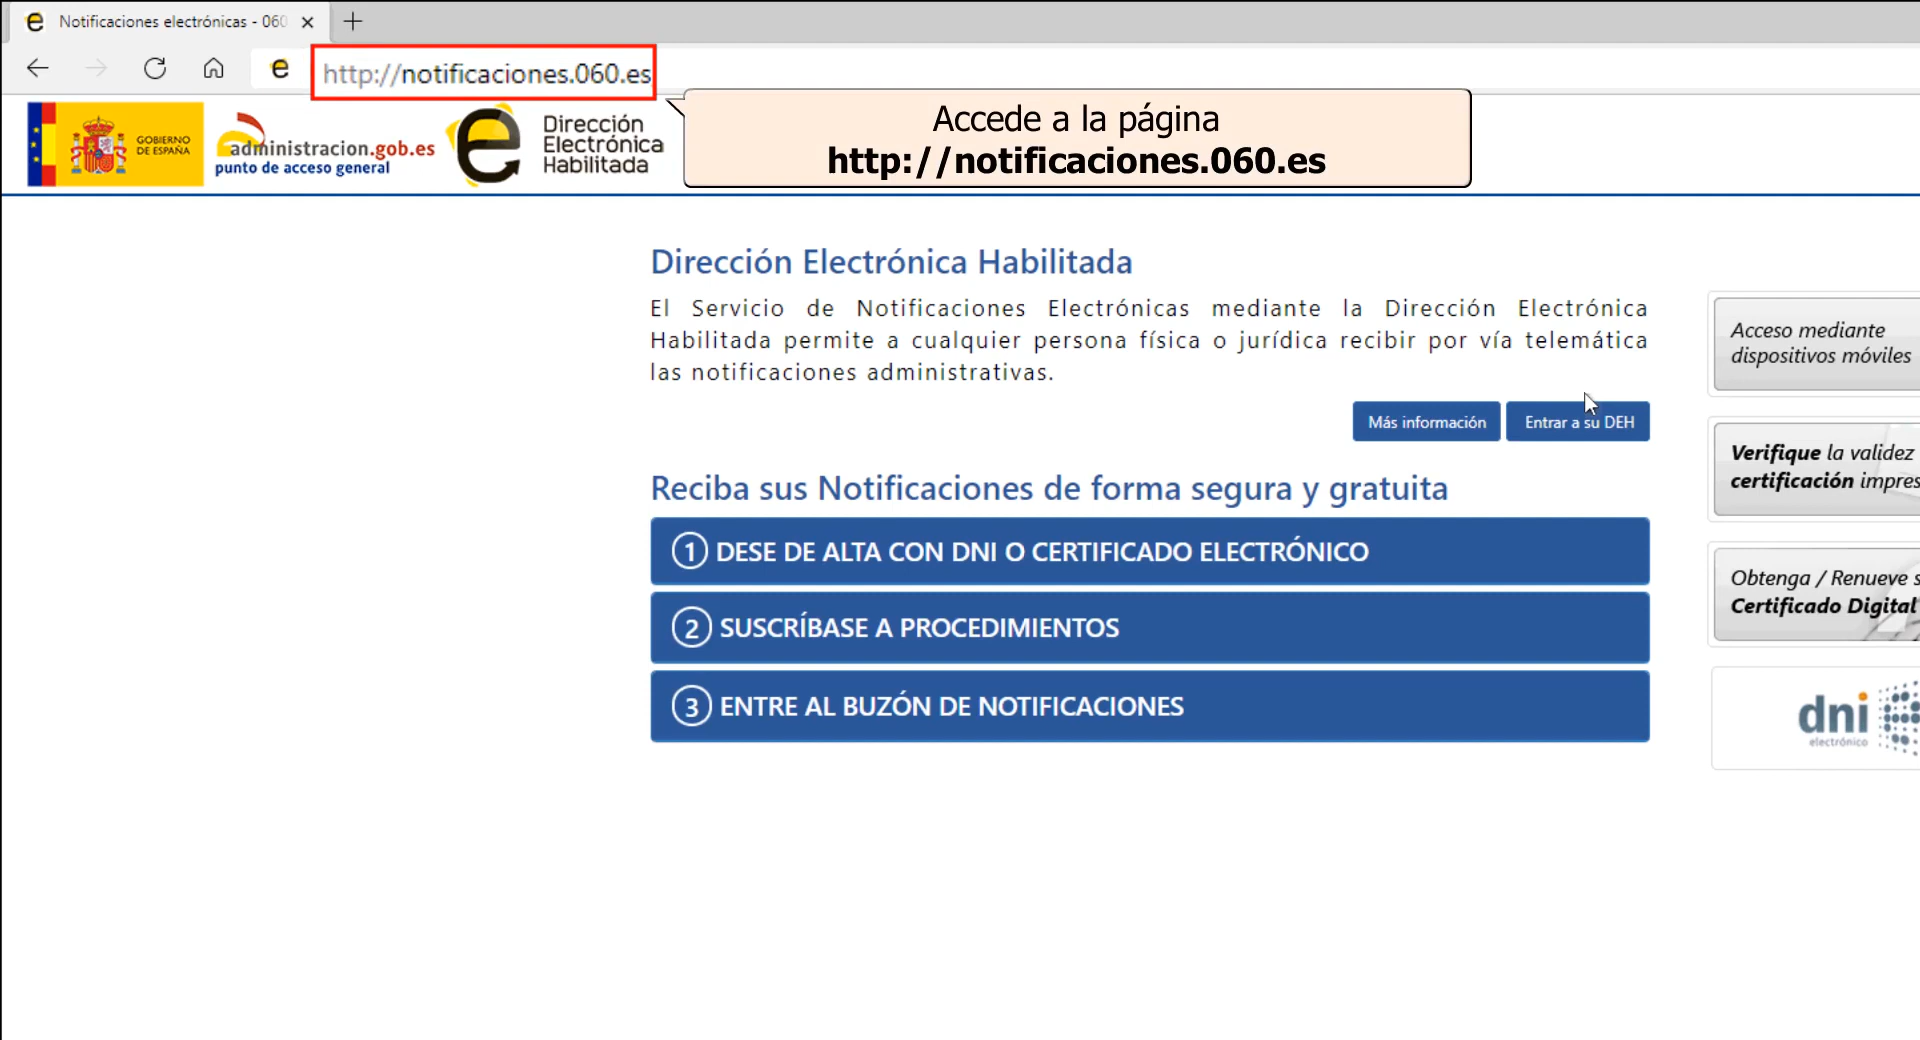 Notificaciones electrónicas - 060
http://notificaciones.060.es
Accede a la página
http://notificaciones.060.es
GOBIERNO
DE ESPAÑA
administracion.gob.es
punto de acceso general
e
Dirección
Electrónica
Habilitada
Dirección Electrónica Habilitada
El Servicio de Notificaciones Electrónicas mediante la Dirección Electrónica
Habilitada permite a cualquier persona física o jurídica recibir por vía telemática
las notificaciones administrativas.
Más información
Entrar a su DEH
Reciba sus Notificaciones de forma segura y gratuita
1 DESE DE ALTA CON DNI O CERTIFICADO ELECTRÓNICO
2 SUSCRÍBASE A PROCEDIMIENTOS
3 ENTRE AL BUZÓN DE NOTIFICACIONES
Acceso mediante
dispositivos móviles
Verifique la validez
certificación impres
Obtenga / Renueve s
Certificado Digital
dni
electrónico